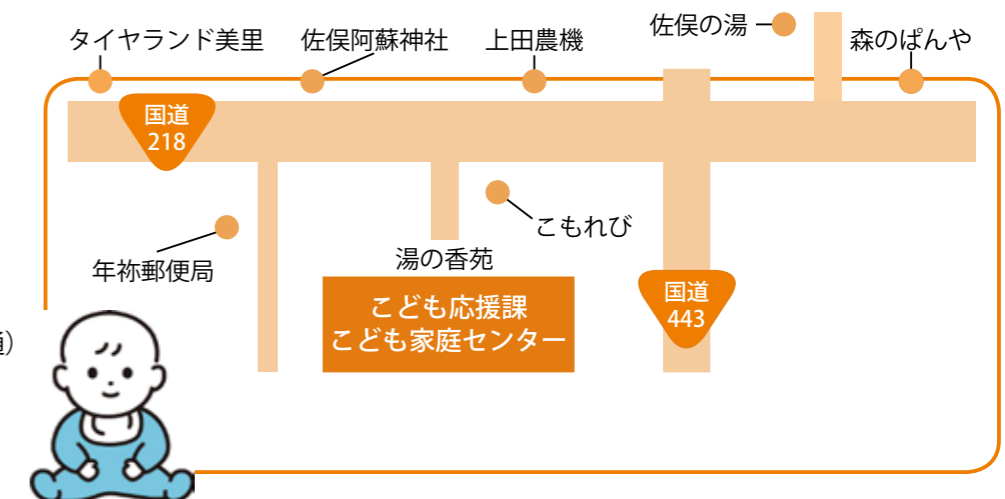 佐俣の湯
タイヤランド美里
佐俣阿蘇神社
上田農機
森のぱんや
国道
218
こもれび
年祢郵便局
湯の香苑
国道
443
こども応援課
こども家庭センター
通)